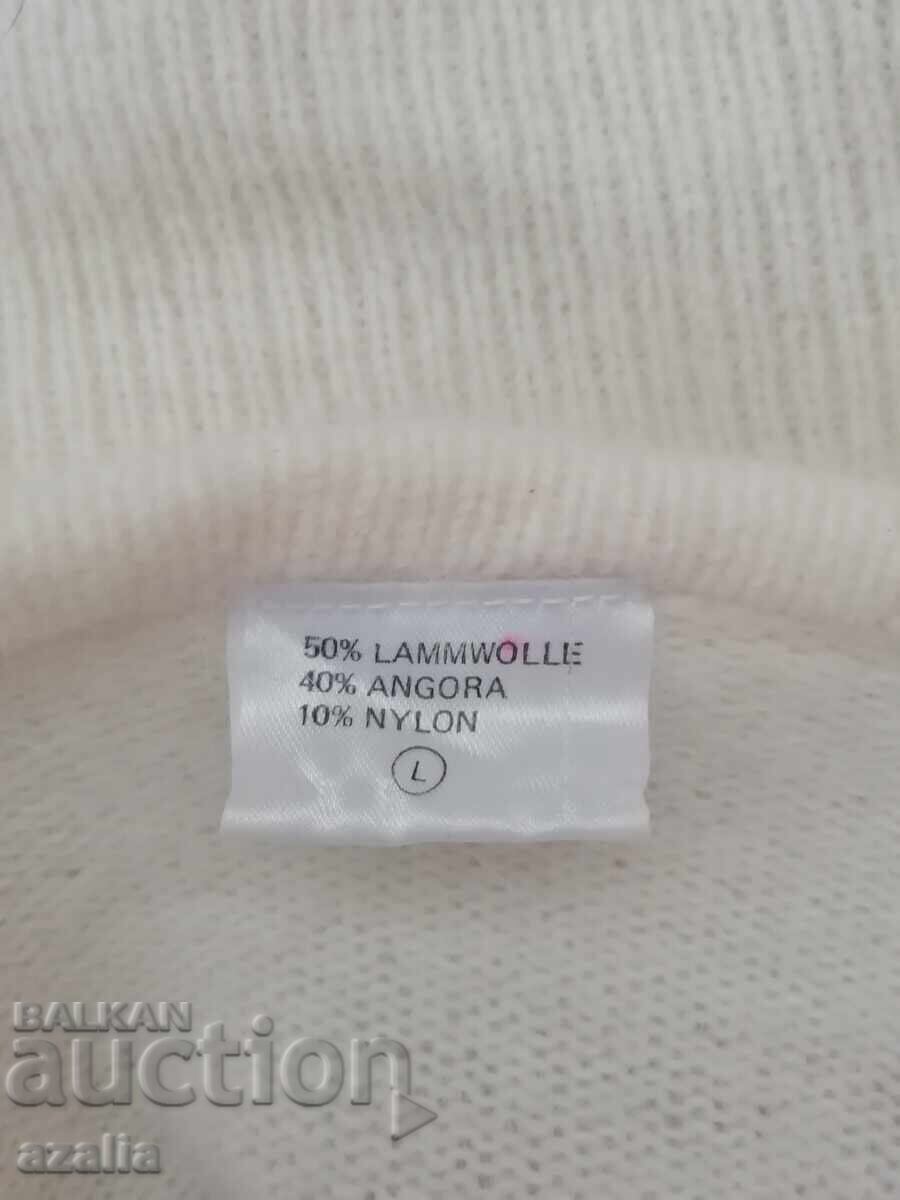 50% LAMMWOLLE
40% ANGORA
10% NYLON
L
BALKAN
auction
azalia